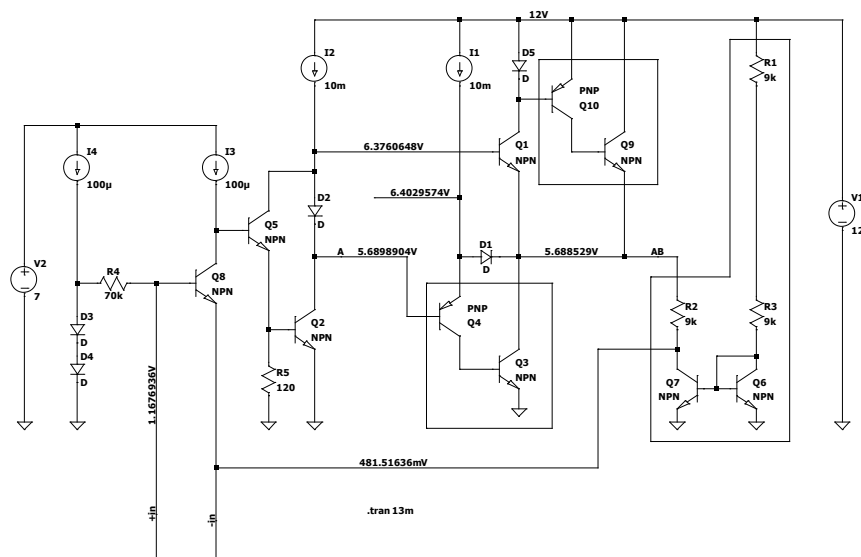 12V
I2
10m
I1
10m
D5
D
PNP
Q10
R1
9k
I4
100µ
I3
100µ
6.3760648V
Q1
NPN
Q9
NPN
V1
12
6.4029574V
D2
D
Q5
NPN
A
5.6898904V
D1
D
5.688529V
AB
V2
7
R4
70k
Q8
NPN
PNP
Q4
R2
9k
R3
9k
D3
D
D4
D
Q2
NPN
R5
120
Q3
NPN
Q7
NPN
Q6
NPN
1.1676936V
481.51636mV
+in
-in
.tran 13m